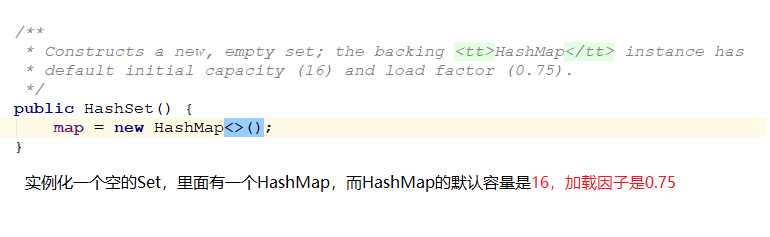 /**
 * Constructs a new, empty set; the backing <tt>HashMap</tt> instance has
 * default initial capacity (16) and load factor (0.75).
 */
public HashSet() {
    map = new HashMap<>();
}
实例化一个空的Set，里面有一个HashMap，而HashMap的默认容量是16，加载因子是0.75